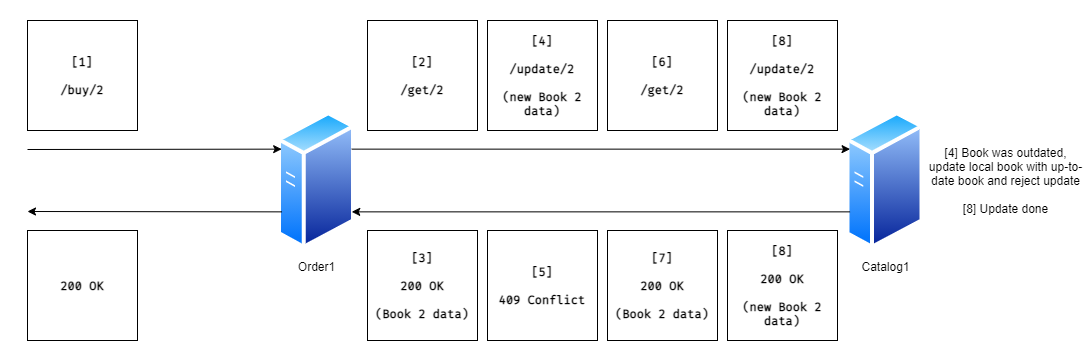 [1]
/buy/2
[2]
/get/2
[4]
/update/2
(new Book 2
data)
[6]
/get/2
[8]
/update/2
(new Book 2
data)
[4] Book was outdated,
update local book with up-to-
date book and reject update
[8] Update done
Order1
Catalog1
200 OK
[3]
200 OK
(Book 2 data)
[5]
409 Conflict
[7]
200 OK
(Book 2 data)
[8]
200 OK
(new Book 2
data)